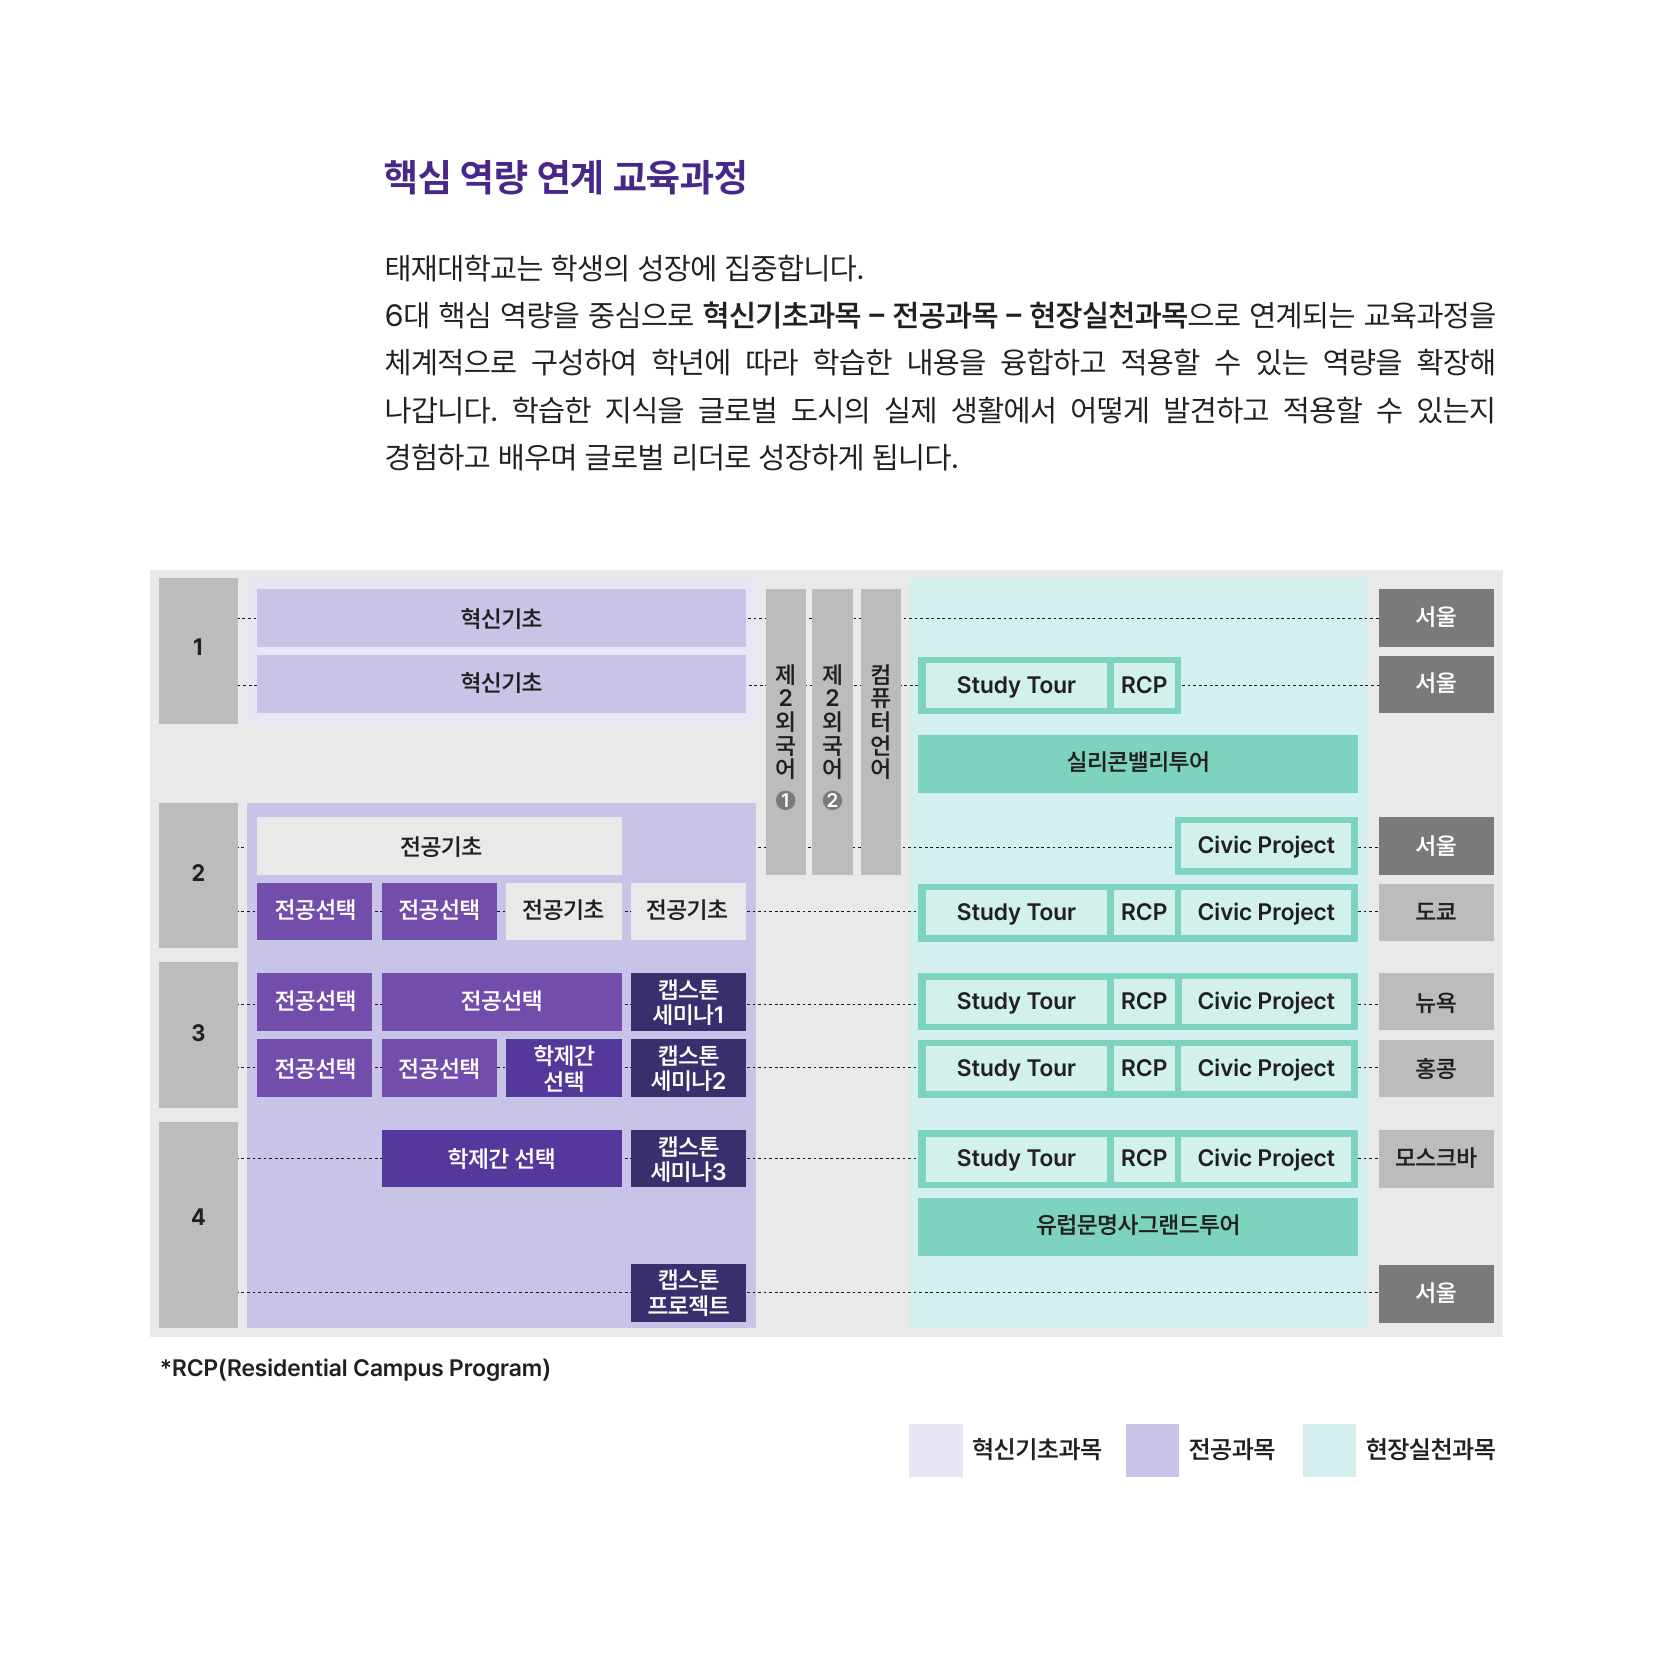 핵심 역량 연계 교육과정
태재대학교는 학생의 성장에 집중합니다.
6대 핵심 역량을 중심으로 혁신기초과목 – 전공과목 – 현장실천과목으로 연계되는 교육과정을
체계적으로 구성하여 학년에 따라 학습한 내용을 융합하고 적용할 수 있는 역량을 확장해
나갑니다. 학습한 지식을 글로벌 도시의 실제 생활에서 어떻게 발견하고 적용할 수 있는지
경험하고 배우며 글로벌 리더로 성장하게 됩니다.
1
혁신기초
서울
혁신기초
Study Tour RCP
서울
제2외국어 ❶
제2외국어 ❷
컴퓨터언어
실리콘밸리투어
2
전공기초
Civic Project
서울
전공선택 전공선택 전공기초 전공기초
Study Tour RCP Civic Project
도쿄
3
전공선택 전공선택
캡스톤
세미나1
Study Tour RCP Civic Project
뉴욕
전공선택 전공선택
학제간
선택
캡스톤
세미나2
Study Tour RCP Civic Project
홍콩
4
학제간 선택
캡스톤
세미나3
Study Tour RCP Civic Project
모스크바
유럽문명사그랜드투어
캡스톤
프로젝트
서울
*RCP(Residential Campus Program)
혁신기초과목 전공과목 현장실천과목